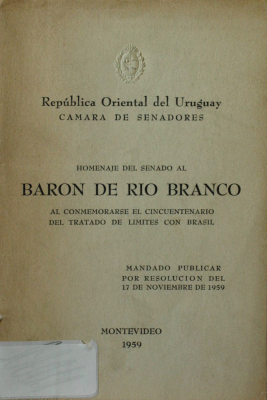 República Oriental del Uruguay
CAMARA DE SENADORES
HOMENAJE DEL SENADO AL
BARON DE RIO BRANCO
AL CONMEMORARSE EL CINCUENTENARIO
DEL TRATADO DE LIMITES CON BRASIL
MANDADO PUBLICAR
POR RESOLUCION DEL
17 DE NOVIEMBRE DE 1959
MONTEVIDEO
1959